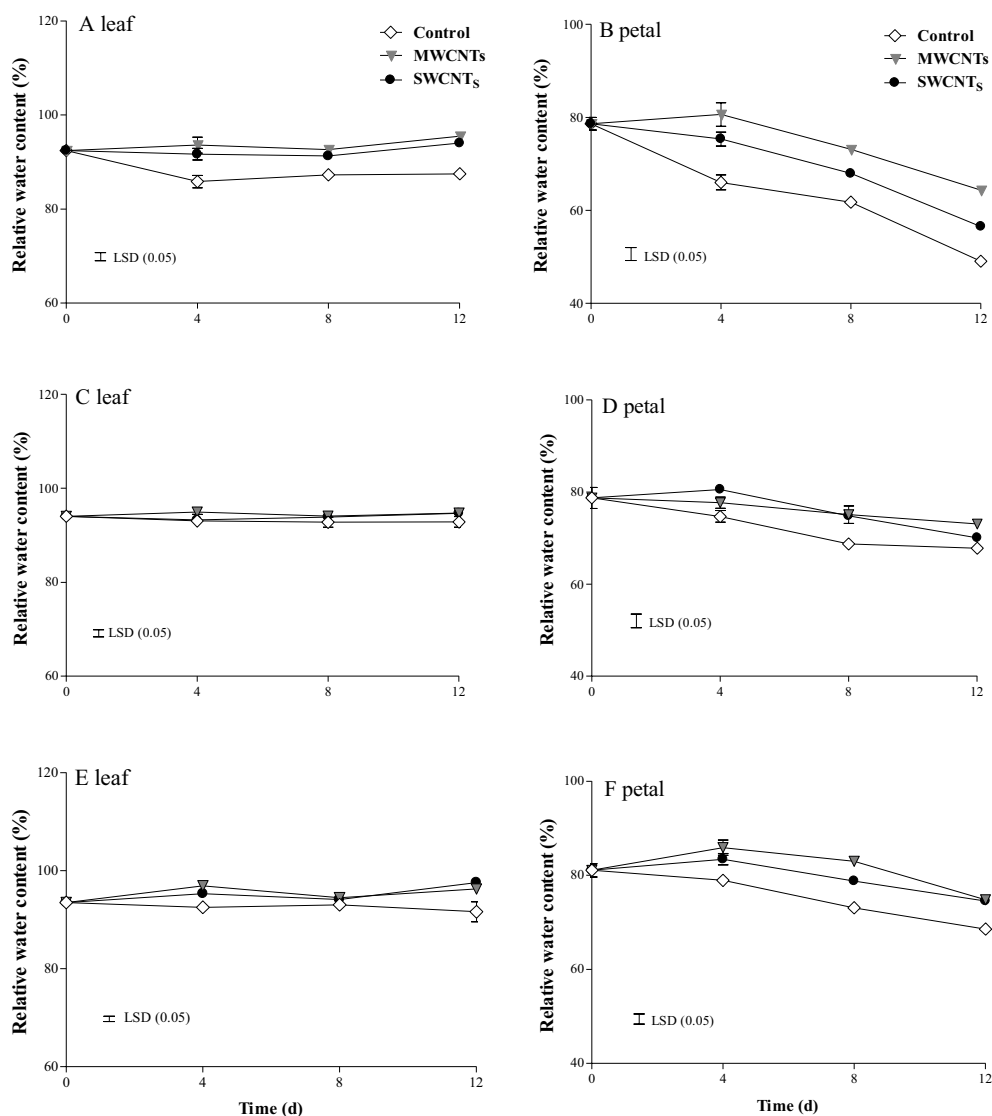 A leaf
Control
MWCNTs
SWCNTS
Relative water content (%)
120
100
80
60
LSD (0.05)
0 4 8 12
B petal
Control
MWCNTs
SWCNTS
Relative water content (%)
100
80
60
40
LSD (0.05)
0 4 8 12
C leaf
Relative water content (%)
120
100
80
60
LSD (0.05)
0 4 8 12
D petal
Relative water content (%)
100
80
60
40
LSD (0.05)
0 4 8 12
E leaf
Relative water content (%)
120
100
80
60
LSD (0.05)
0 4 8 12
Time (d)
F petal
Relative water content (%)
100
80
60
40
LSD (0.05)
0 4 8 12
Time (d)